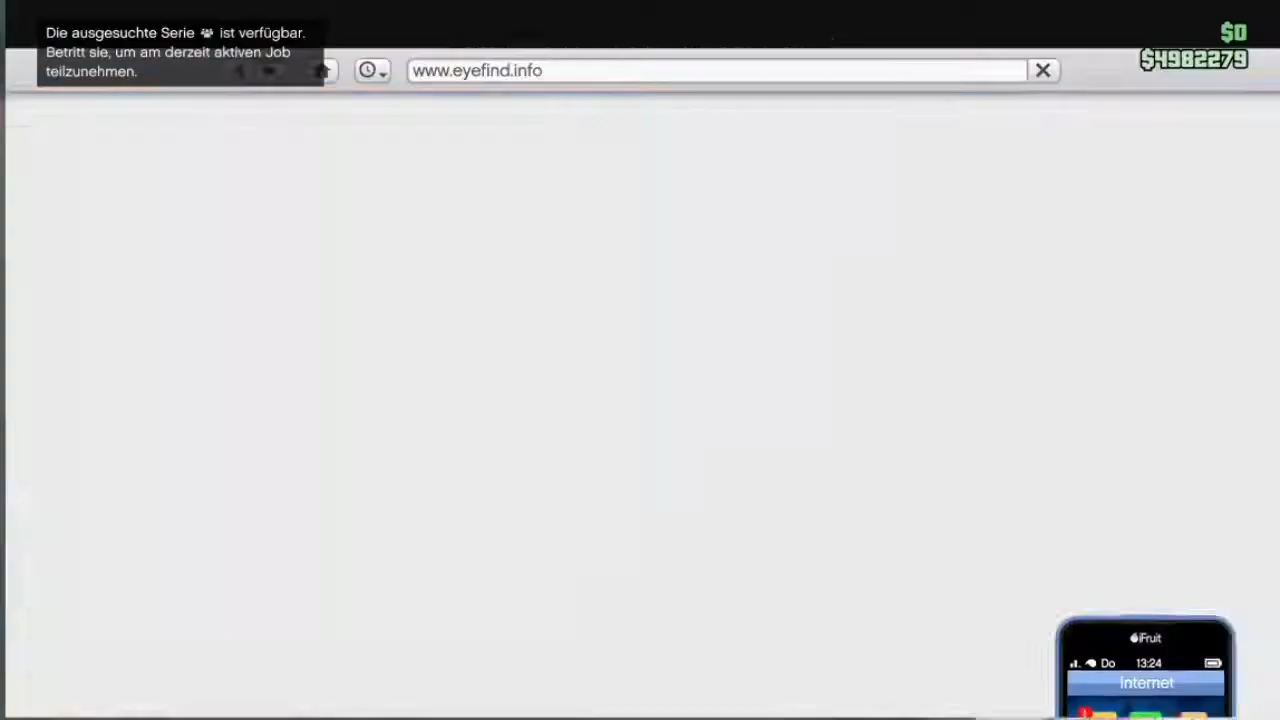 Die ausgesuchte Serie ist verfügbar.
Betritt sie, um am derzeit aktiven Job
teilzunehmen.
www.eyefind.info
$0
$4982279
iFruit
Do 13:24
Internet
1